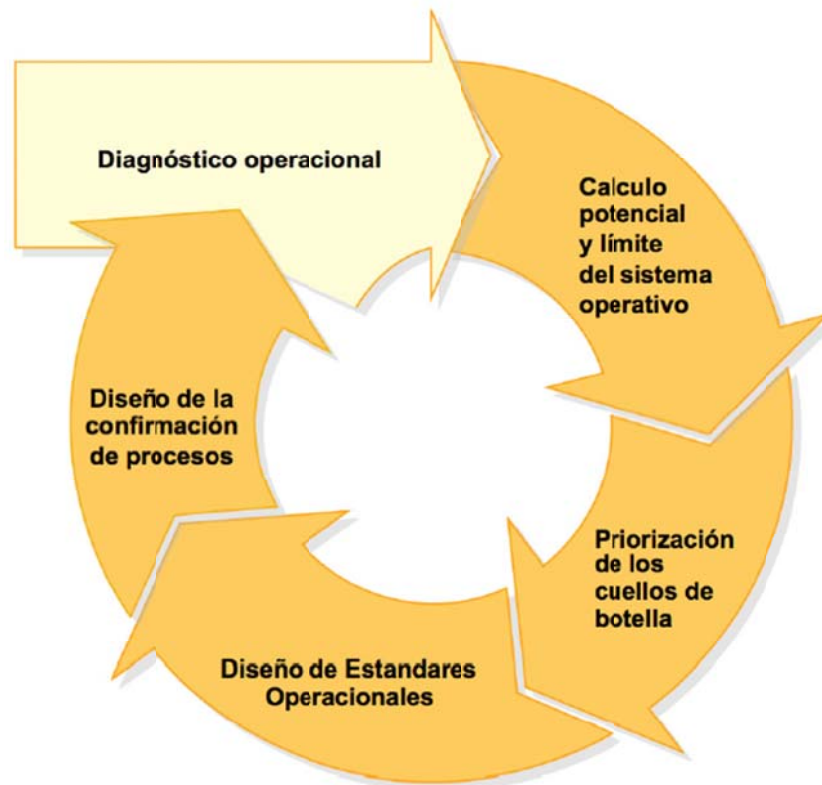 Diagnóstico operacional
Calculo
potencial
y límite
del sistema
operativo
Priorización
de los
cuellos de
botella
Diseño de Estandares
Operacionales
Diseño de la
confirmación
de procesos